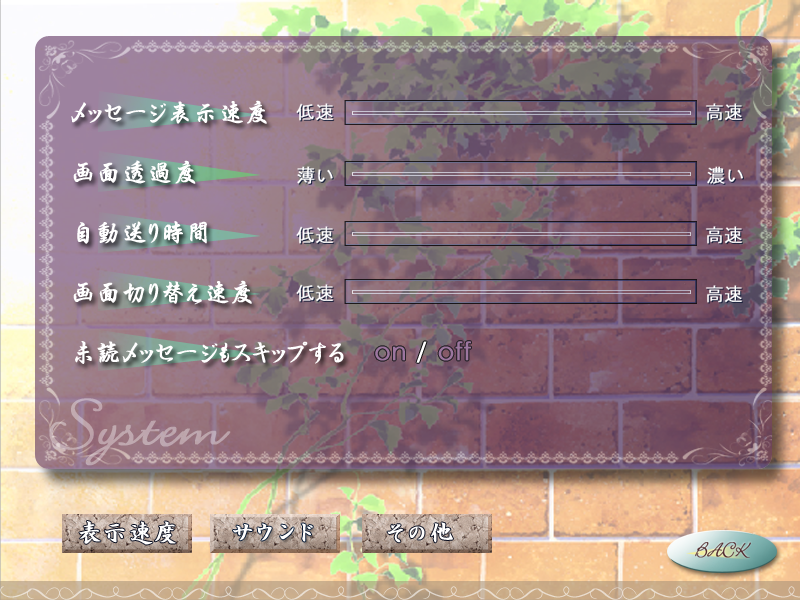 メッセージ表示速度 低速 高速
画面透過度 薄い 濃い
自動送り時間 低速 高速
画面切り替え速度 低速 高速
未読メッセージもスキップする on / off
System
表示速度 サウンド その他
BACK